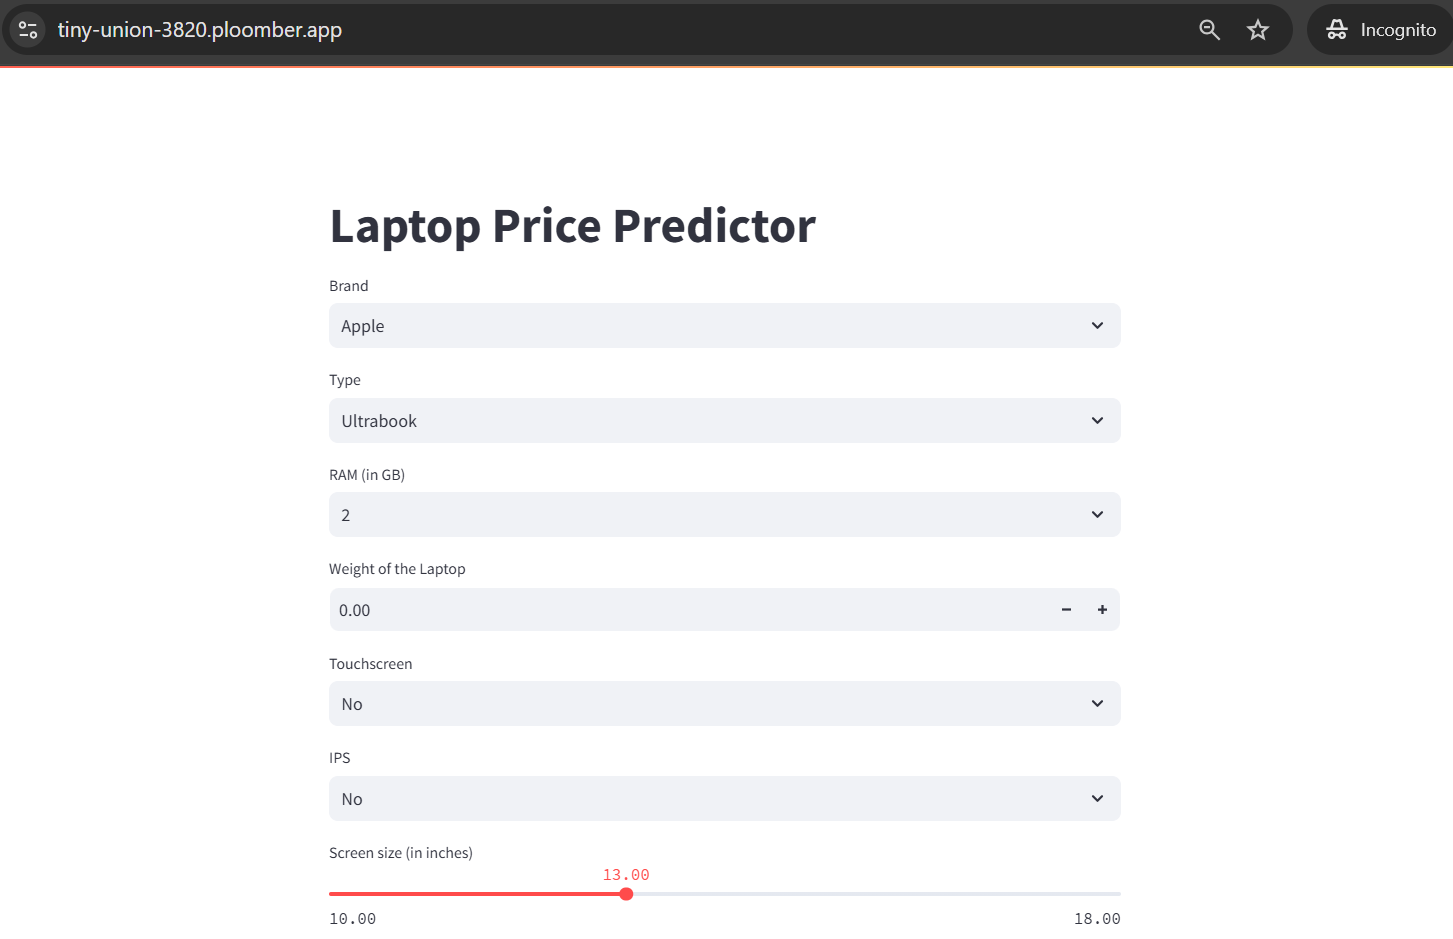 tiny-union-3820.ploomber.app
Incognito
Laptop Price Predictor
Brand
Apple
Type
Ultrabook
RAM (in GB)
2
Weight of the Laptop
0.00
Touchscreen
No
IPS
No
Screen size (in inches)
13.00
10.00 18.00